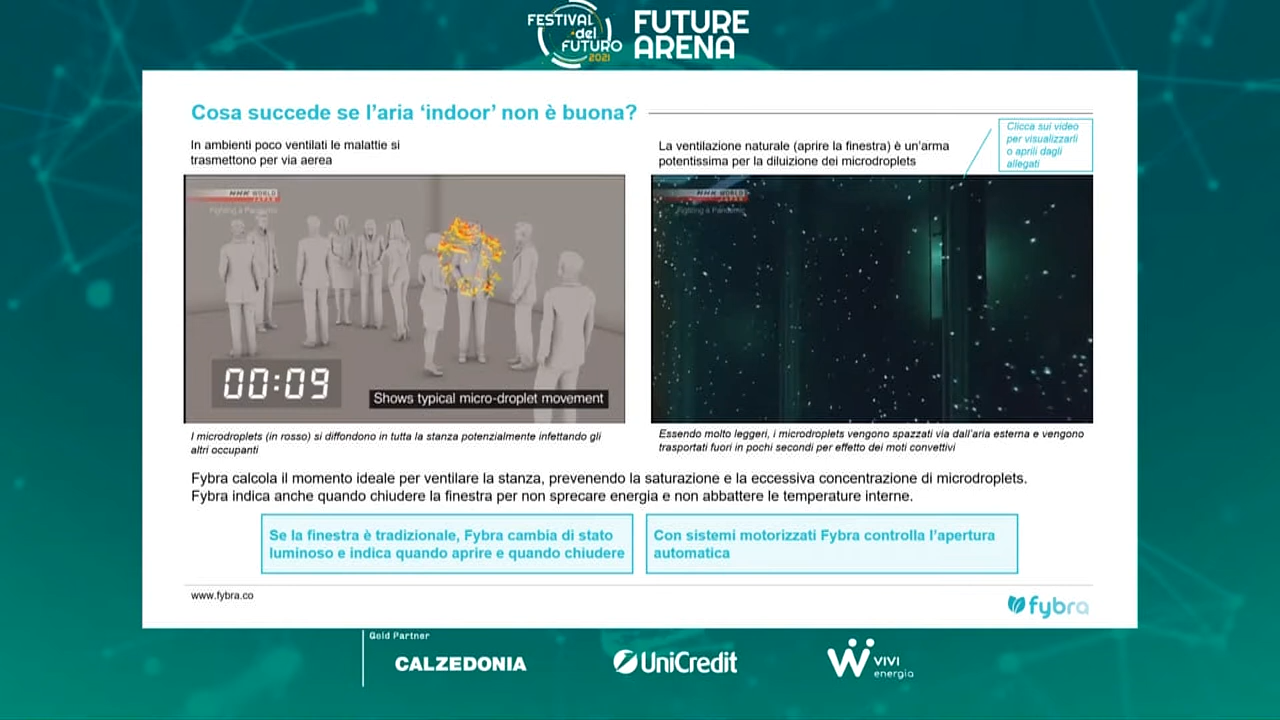 FESTIVAL
del
FUTURO
2021
FUTURE
ARENA
Cosa succede se l'aria 'indoor' non è buona?
Clicca sui video
per visualizzarli
o aprili dagli
allegati
In ambienti poco ventilati le malattie si
trasmettono per via aerea
La ventilazione naturale (aprire la finestra) è un'arma
potentissima per la diluizione dei microdroplets
NHK WORLD
JAPAN
Fighting a Pandemic
00:09
Shows typical micro-droplet movement
NHK WORLD
JAPAN
Fighting a Pandemic
I microdroplets (in rosso) si diffondono in tutta la stanza potenzialmente infettando gli
altri occupanti
Essendo molto leggeri, i microdroplets vengono spazzati via dall'aria esterna e vengono
trasportati fuori in pochi secondi per effetto dei moti convettivi
Fybra calcola il momento ideale per ventilare la stanza, prevenendo la saturazione e la eccessiva concentrazione di microdroplets.
Fybra indica anche quando chiudere la finestra per non sprecare energia e non abbattere le temperature interne.
Se la finestra è tradizionale, Fybra cambia di stato
luminoso e indica quando aprire e quando chiudere
Con sistemi motorizzati Fybra controlla l'apertura
automatica
www.fybra.co
fybra
Gold Partner
CALZEDONIA
UniCredit
VIVI
energia